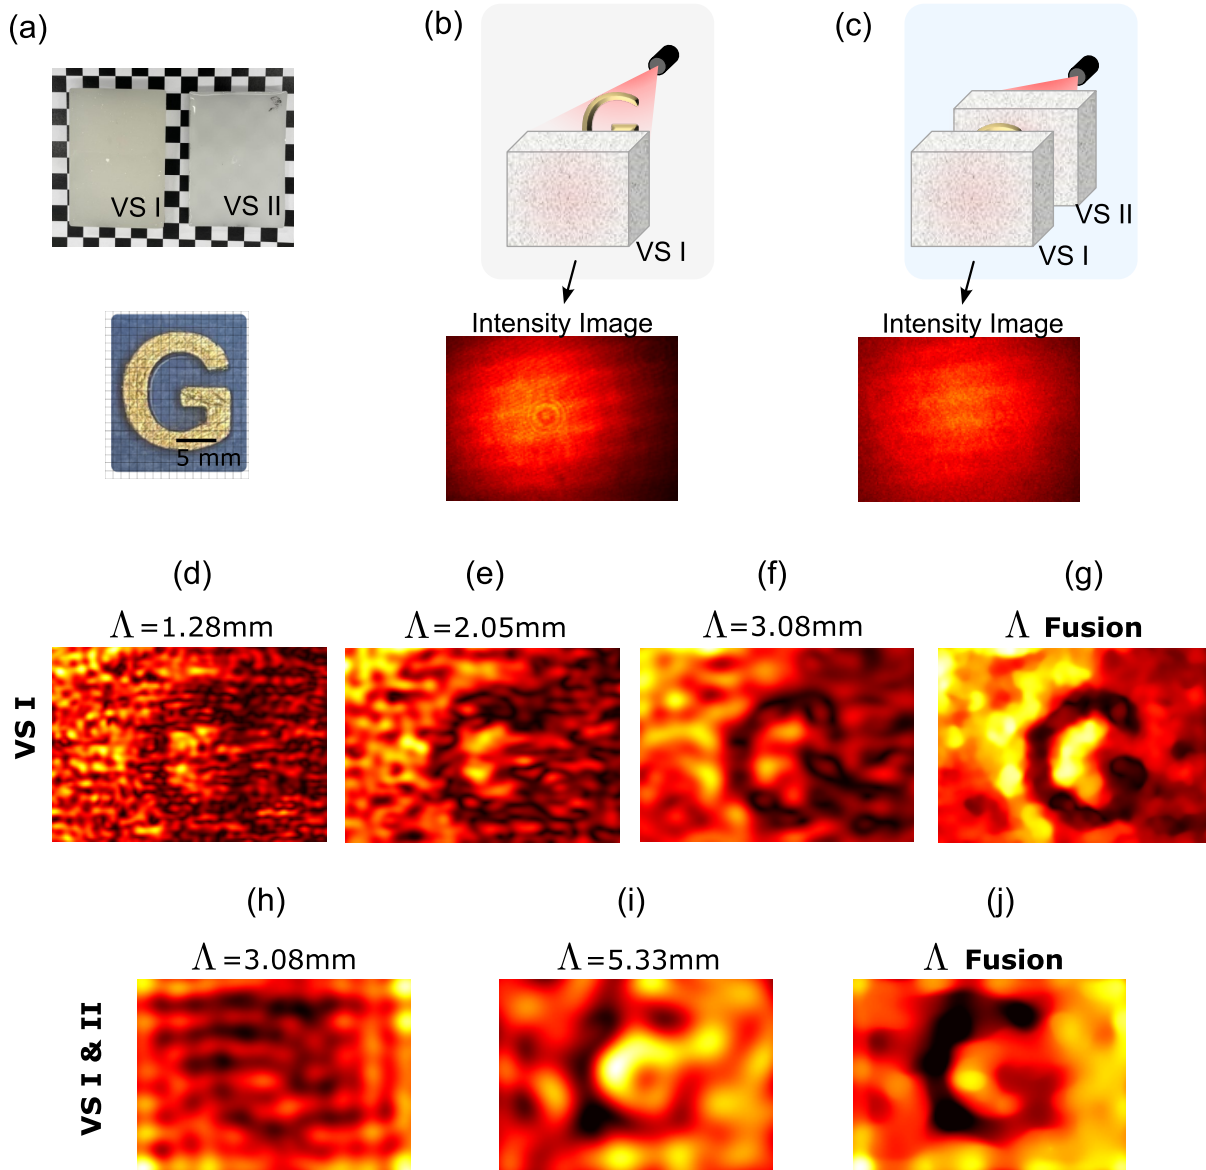 (a)
(b)
(c)
VS I
VS II
VS I
VS II
VS I
G
5 mm
Intensity Image
Intensity Image
(d)
(e)
(f)
(g)
Λ=1.28mm
Λ=2.05mm
Λ=3.08mm
Λ Fusion
VS I
(h)
(i)
(j)
Λ=3.08mm
Λ=5.33mm
Λ Fusion
VS I & II